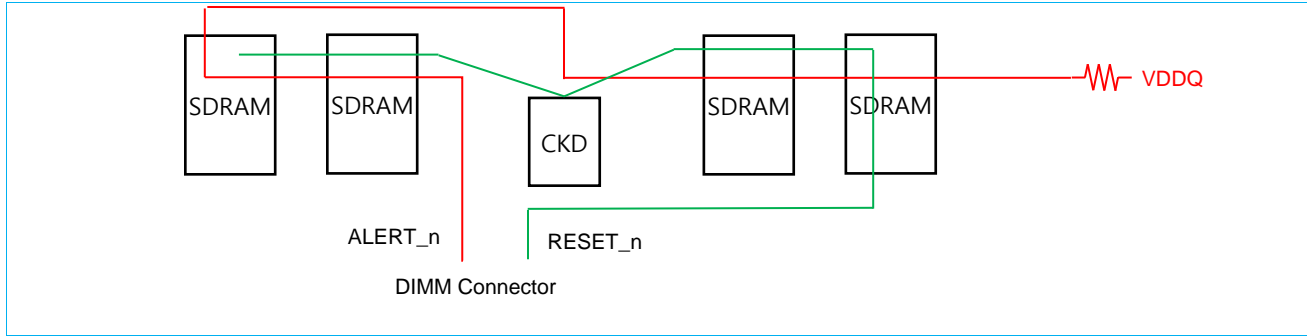 VDDQ
SDRAM
SDRAM
SDRAM
SDRAM
CKD
ALERT_n
RESET_n
DIMM Connector